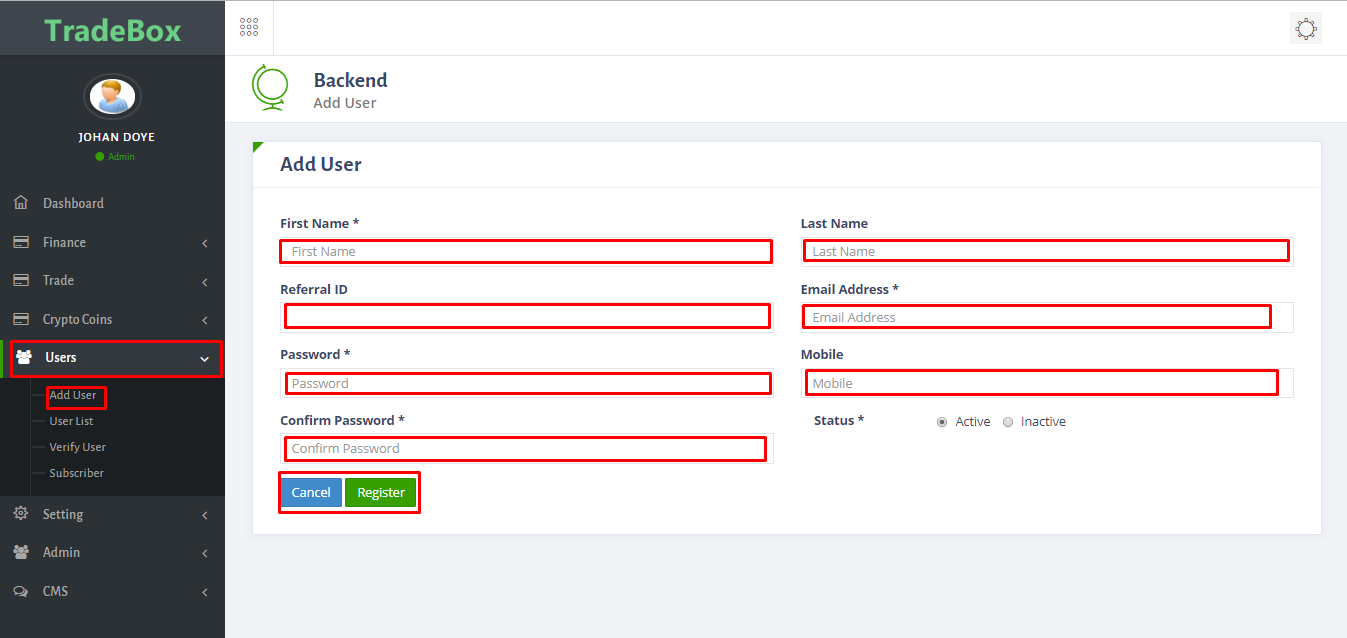 TradeBox
JOHAN DOYE
Admin
Dashboard
Finance
Trade
Crypto Coins
Users
Add User
User List
Verify User
Subscriber
Setting
Admin
CMS
Backend
Add User
Add User
First Name *
First Name
Last Name
Last Name
Referral ID
Email Address *
Email Address
Password *
Password
Mobile
Mobile
Confirm Password *
Confirm Password
Status * Active Inactive
Cancel Register